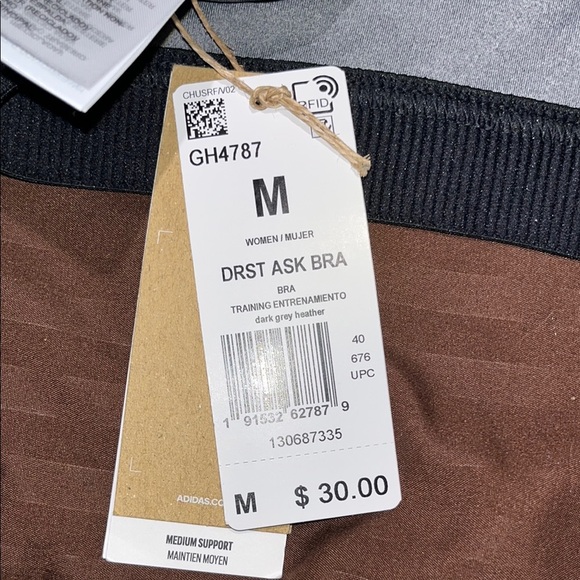 CHUSRF/V02
RFID
GH4787
M
WOMEN / MUJER
DRST ASK BRA
BRA
TRAINING ENTRENAMIENTO
dark grey heather
40
676
UPC
1 91532 62787 9
130687335
M $ 30.00
ADIDAS.CO
MEDIUM SUPPORT
MAINTIEN MOYEN